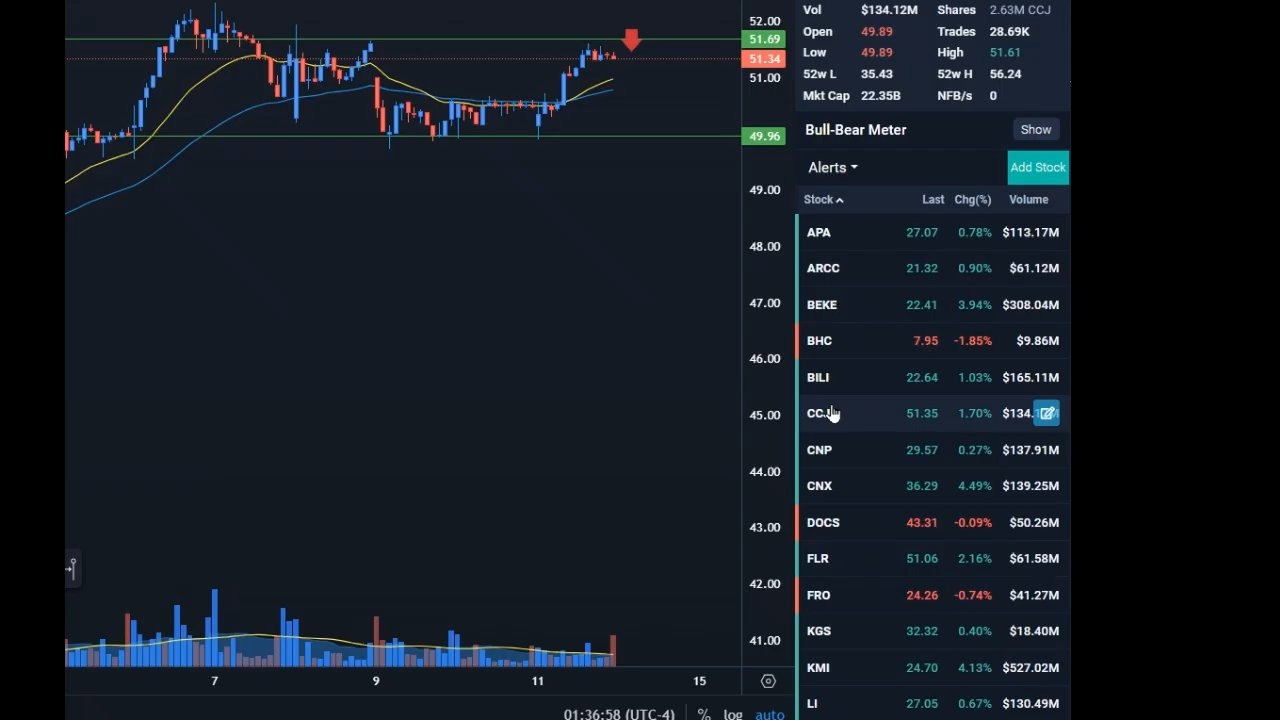 Vol $134.12M Shares 2.63M CCJ
Open 49.89 Trades 28.69K
Low 49.89 High 51.61
52w L 35.43 52w H 56.24
Mkt Cap 22.35B NFB/s 0
Bull-Bear Meter Show
Alerts Add Stock
Stock Last Chg(%) Volume
APA 27.07 0.78% $113.17M
ARCC 21.32 0.90% $61.12M
BEKE 22.41 3.94% $308.04M
BHC 7.95 -1.85% $9.86M
BILI 22.64 1.03% $165.11M
CCJ 51.35 1.70% $134.
CNP 29.57 0.27% $137.91M
CNX 36.29 4.49% $139.25M
DOCS 43.31 -0.09% $50.26M
FLR 51.06 2.16% $61.58M
FRO 24.26 -0.74% $41.27M
KGS 32.32 0.40% $18.40M
KMI 24.70 4.13% $527.02M
LI 27.05 0.67% $130.49M
52.00
51.69
51.34
51.00
49.96
49.00
48.00
47.00
46.00
45.00
44.00
43.00
42.00
41.00
7 9 11 15
01:36:58 (UTC-4) % log auto